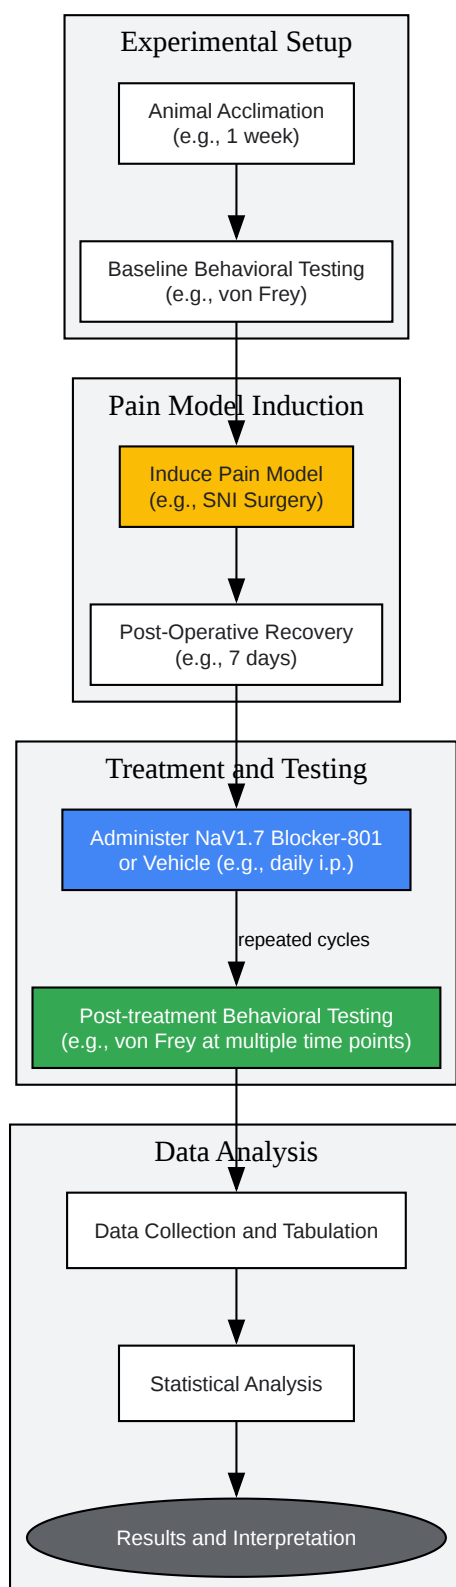 Experimental Setup
Animal Acclimation
(e.g., 1 week)
Baseline Behavioral Testing
(e.g., von Frey)
Pain Model Induction
Induce Pain Model
(e.g., SNI Surgery)
Post-Operative Recovery
(e.g., 7 days)
Treatment and Testing
Administer NaV1.7 Blocker-801
or Vehicle (e.g., daily i.p.)
repeated cycles
Post-treatment Behavioral Testing
(e.g., von Frey at multiple time points)
Data Analysis
Data Collection and Tabulation
Statistical Analysis
Results and Interpretation